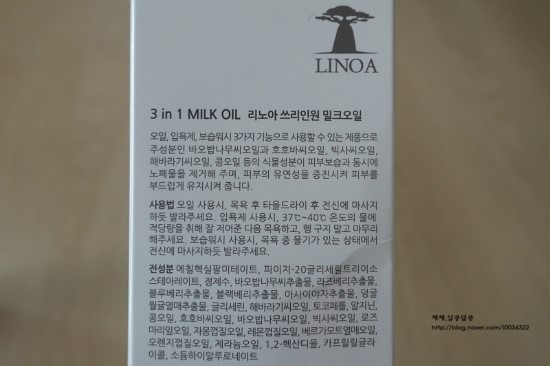 LINOA
3 in 1 MILK OIL 리노아 쓰리인원 밀크오일
오일, 입욕제, 보습워시 3가지 기능으로 사용할 수 있는 제품으로
주성분인 바오밥나무씨오일과 호호바씨오일, 빅사씨오일,
해바라기씨오일, 콩오일 등의 식물성분이 피부보습과 동시에
노폐물을 제거해 주며, 피부의 유연성을 증진시켜 피부를
부드럽게 유지시켜 줍니다.
사용법 오일 사용시, 목욕 후 타올드라이 후 전신에 마사지
하듯 발라주세요. 입욕제 사용시, 37℃~40℃ 온도의 물에
적당량을 취해 잘 저어준 다음 목욕하고, 헹구지 말고 마무리
해주세요. 보습워시 사용시, 목욕 중 물기가 있는 상태에서
전신에 마사지하듯 발라주세요.
전성분 에칠헥실팔미테이트, 피이지-20글리세릴트리이소
스테아레이트, 정제수, 바오밥나무씨추출물, 라즈베리추출물,
블루베리추출물, 블랙베리추출물, 아사이야자추출물, 덩굴
월귤열매추출물, 글리세린, 해바라기씨오일, 토코페롤, 알지닌,
콩오일, 호호바씨오일, 바오밥나무씨오일, 빅사씨오일, 로즈
마리잎오일, 자몽껍질오일, 레몬껍질오일, 베르가모트열매오일,
오렌지껍질오일, 제라늄오일, 1,2-헥산디올, 카프릴릴글라
이콜, 소듐하이알루로네이트
http://blog.naver.com/10034322